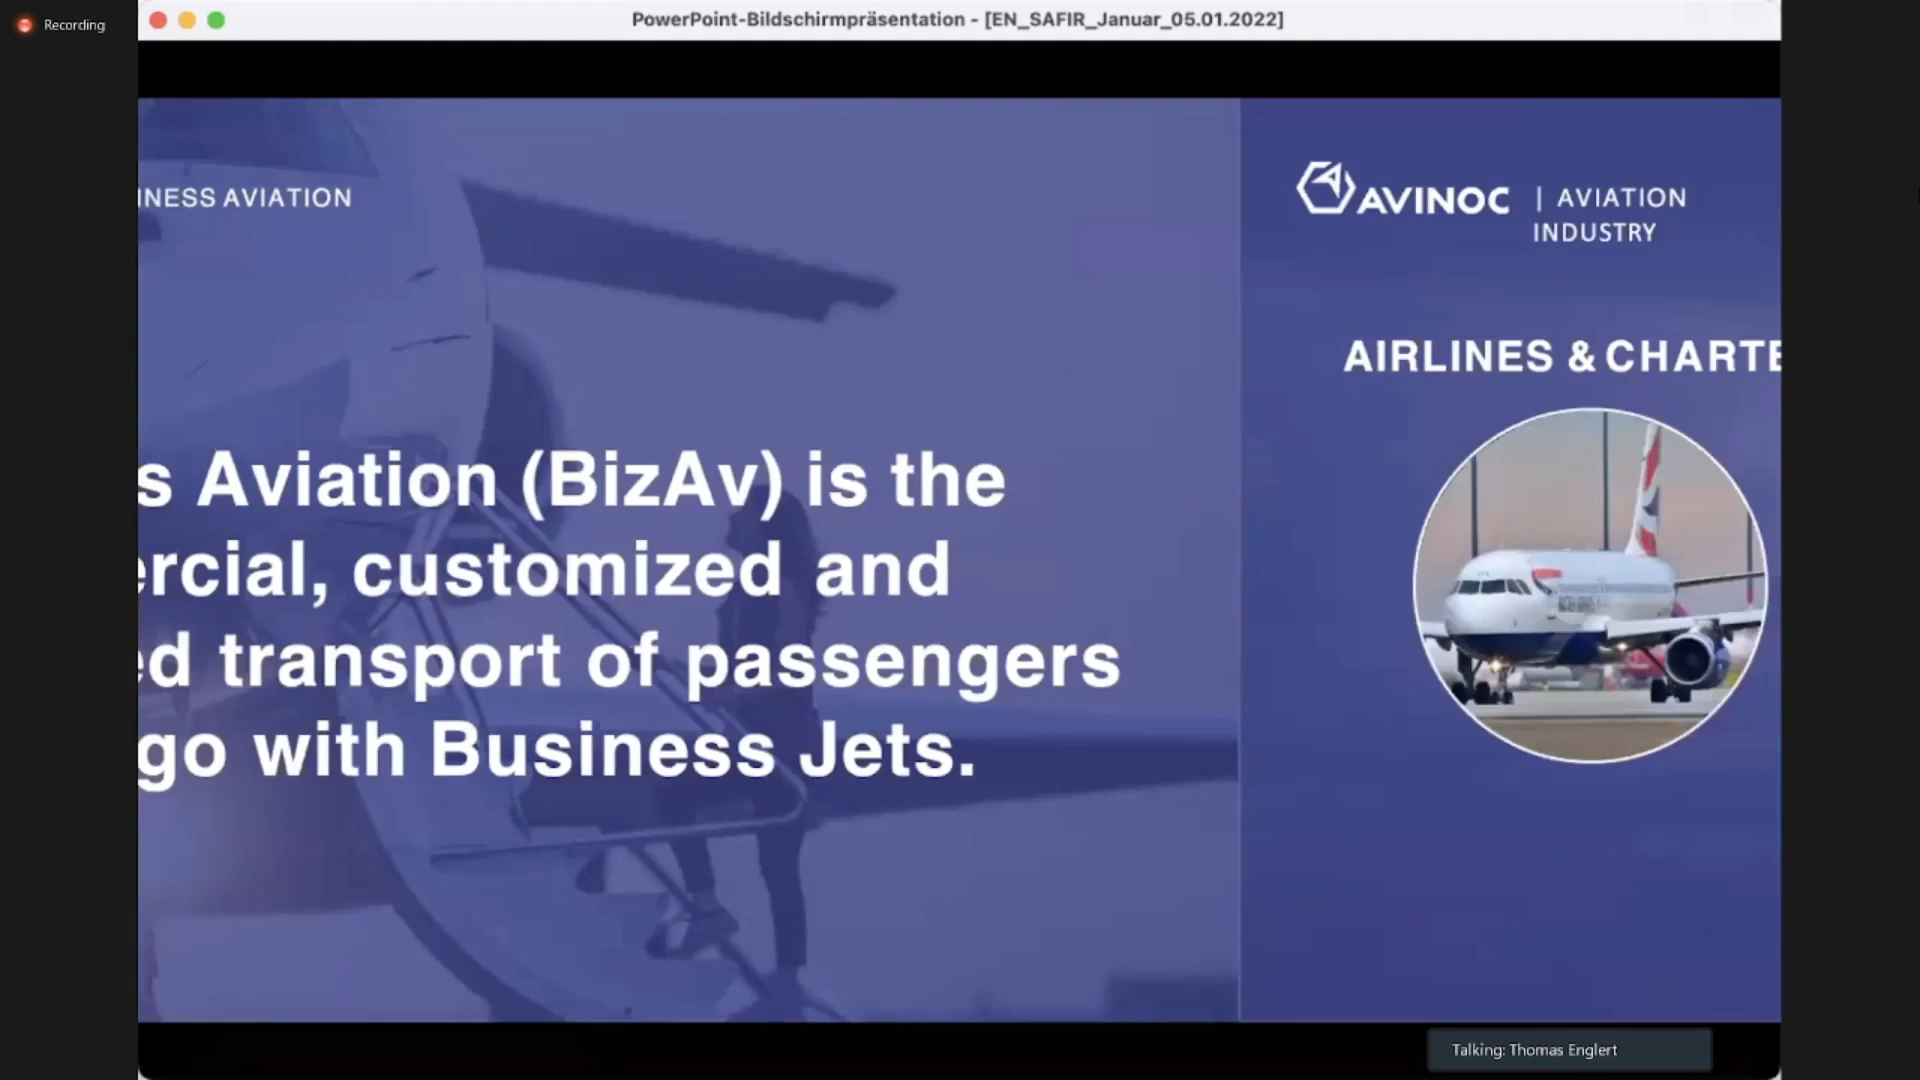 Recording
PowerPoint-Bildschirmpräsentation - [EN_SAFIR_Januar_05.01.2022]
INESS AVIATION
s Aviation (BizAv) is the
ercial, customized and
ed transport of passengers
go with Business Jets.
AVINOC | AVIATION
INDUSTRY
AIRLINES & CHARTE
Talking: Thomas Englert